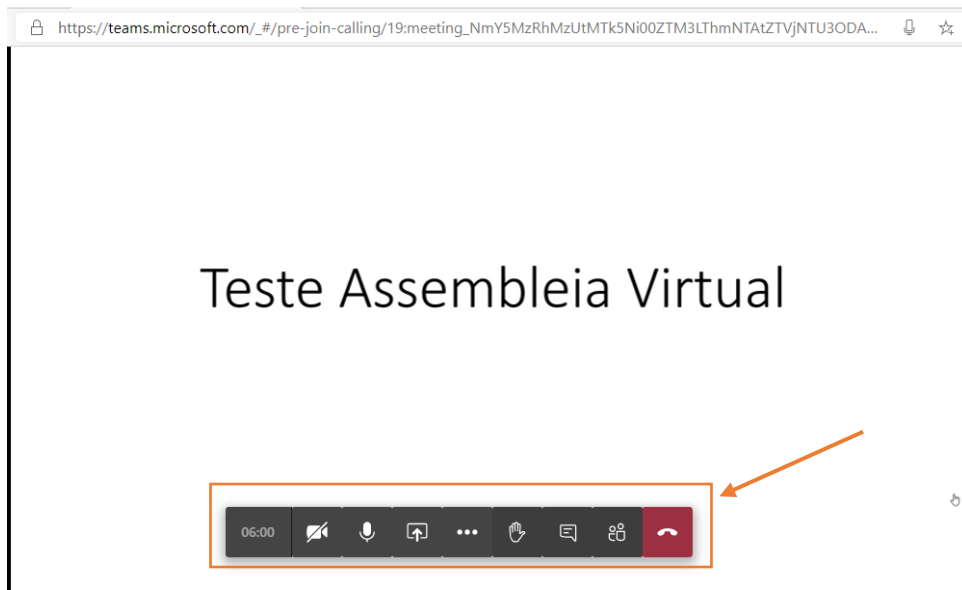 https://teams.microsoft.com/_#/pre-join-calling/19:meeting_NmY5MzRhMzUtMTk5Ni00ZTM3LThmNTAtZTVjNTU3ODA...
Teste Assembleia Virtual
06:00